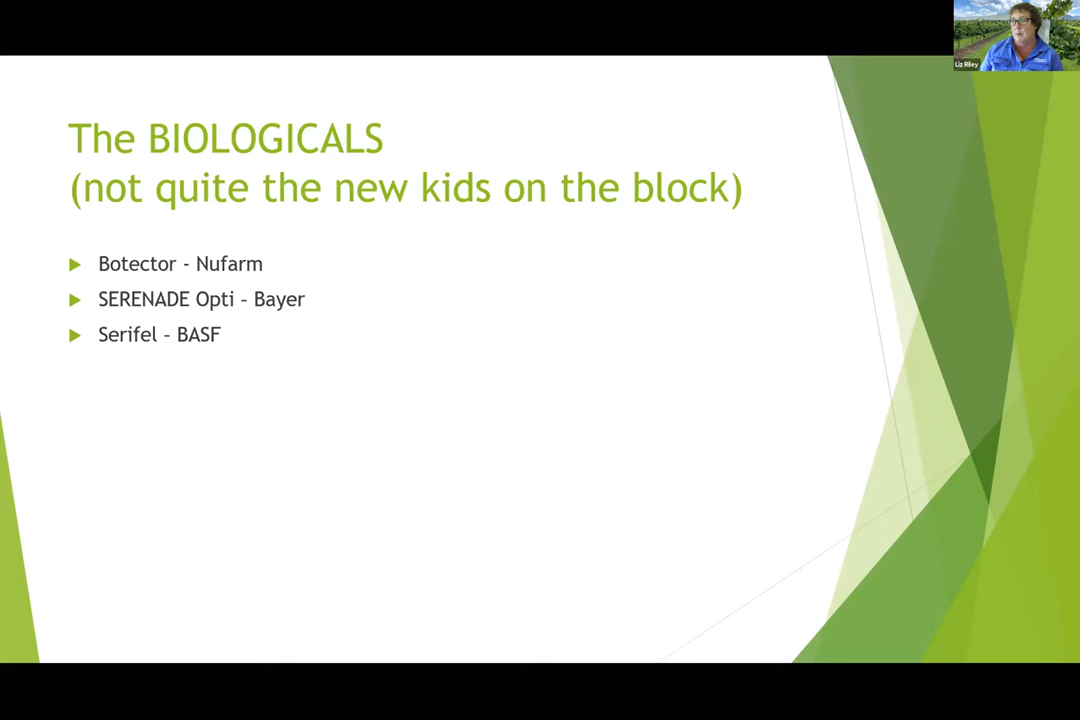 Liz Riley
The BIOLOGICALS
(not quite the new kids on the block)
Botector - Nufarm
SERENADE Opti – Bayer
Serifel – BASF